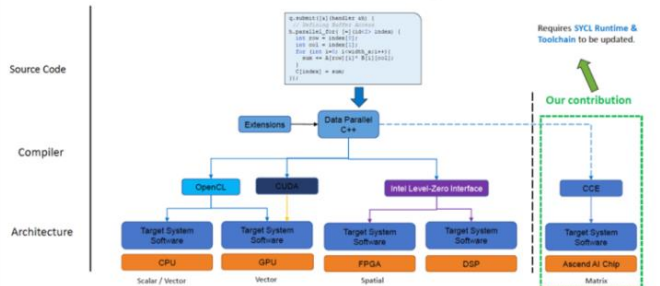 q.submit([&](handler &h) {
// Defining Buffer Access
h.parallel_for( [=](id<2> index) {
int row = index[0];
int col = index[1];
for (int i=0; i<width_a;i++){
sum += A[row][i]* B[i][col];
}
C[index] = sum;
});
Requires SYCL Runtime &
Toolchain to be updated.
Source Code
Our contribution
Extensions
Data Parallel
C++
Compiler
OpenCL
CUDA
Intel Level-Zero Interface
CCE
Architecture
Target System
Software
Target System
Software
Target System
Software
Target System
Software
Target System
Software
CPU
GPU
FPGA
DSP
Ascend AI Chip
Scalar / Vector
Vector
Spatial
Matrix